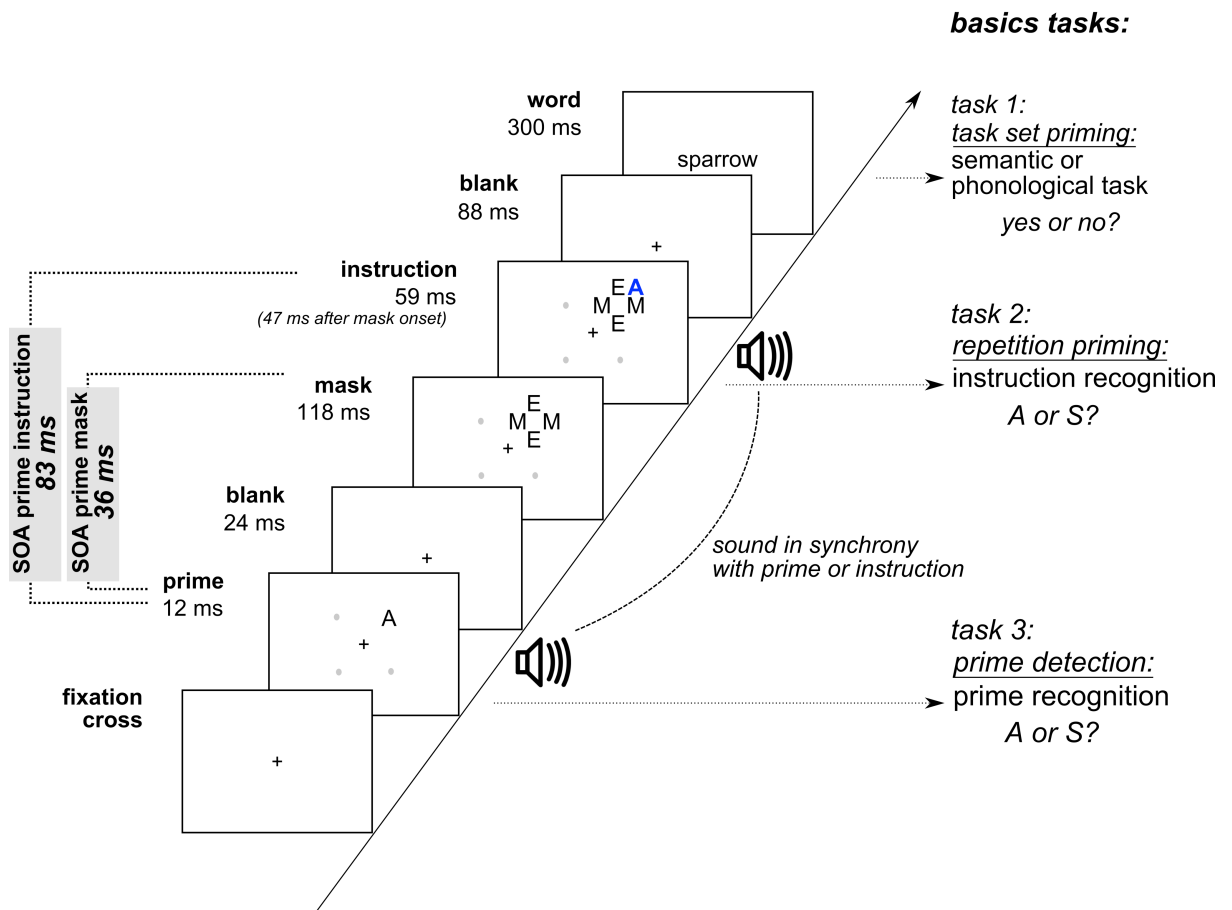 basics tasks:
word
300 ms
sparrow
task 1:
task set priming:
semantic or
phonological task
yes or no?
blank
88 ms
+
instruction
59 ms
(47 ms after mask onset)
E A
M M
E
+
task 2:
repetition priming:
instruction recognition
A or S?
mask
118 ms
E
M M
E
+
SOA prime instruction
83 ms
SOA prime mask
36 ms
blank
24 ms
+
sound in synchrony
with prime or instruction
prime
12 ms
A
+
task 3:
prime detection:
prime recognition
A or S?
fixation
cross
+